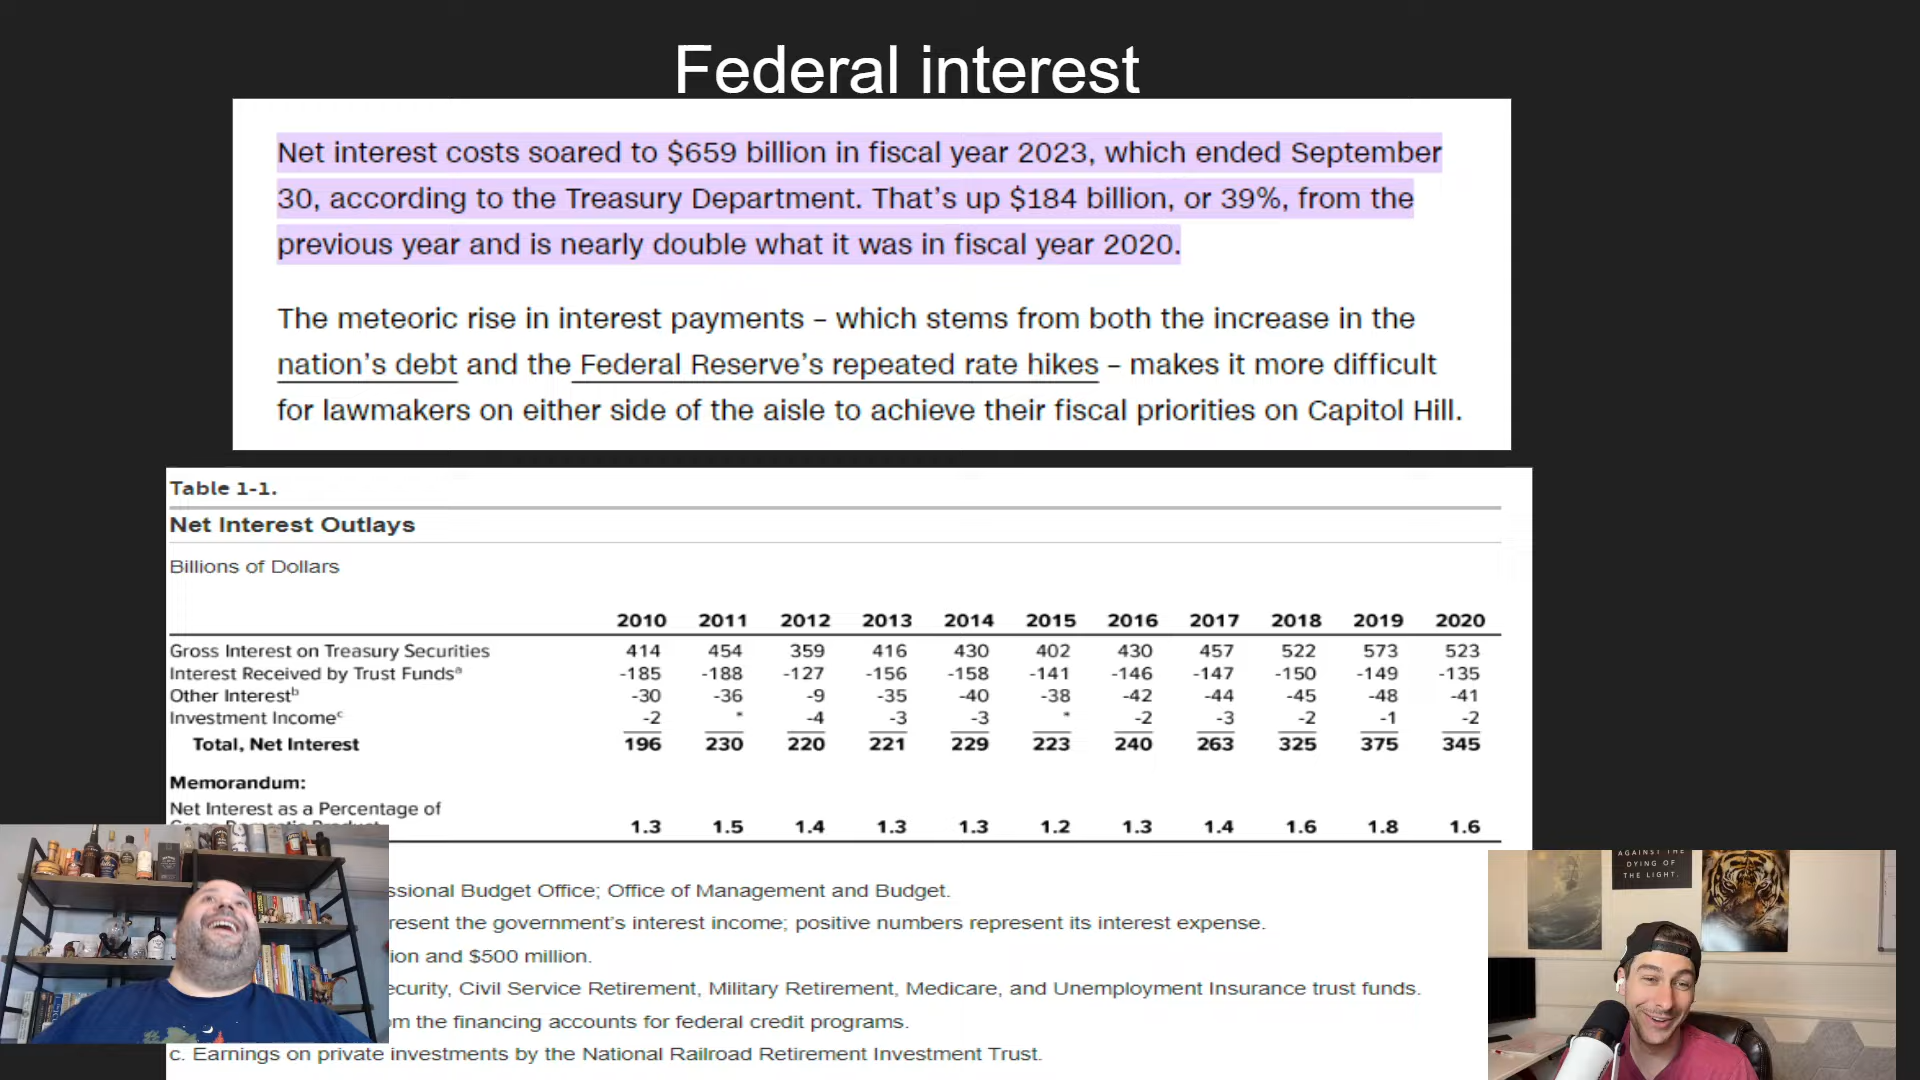 Federal interest
Net interest costs soared to $659 billion in fiscal year 2023, which ended September
30, according to the Treasury Department. That's up $184 billion, or 39%, from the
previous year and is nearly double what it was in fiscal year 2020.
The meteoric rise in interest payments – which stems from both the increase in the
nation's debt and the Federal Reserve's repeated rate hikes – makes it more difficult
for lawmakers on either side of the aisle to achieve their fiscal priorities on Capitol Hill.
Table 1-1.
Net Interest Outlays
Billions of Dollars
2010 2011 2012 2013 2014 2015 2016 2017 2018 2019 2020
Gross Interest on Treasury Securities 414 454 359 416 430 402 430 457 522 573 523
Interest Received by Trust Fundsᵃ -185 -188 -127 -156 -158 -141 -146 -147 -150 -149 -135
Other Interestᵇ -30 -36 -9 -35 -40 -38 -42 -44 -45 -48 -41
Investment Incomeᶜ -2 * -4 -3 -3 * -2 -3 -2 -1 -2
Total, Net Interest 196 230 220 221 229 223 240 263 325 375 345
Memorandum:
Net Interest as a Percentage of
1.3 1.5 1.4 1.3 1.3 1.2 1.3 1.4 1.6 1.8 1.6
ssional Budget Office; Office of Management and Budget.
resent the government's interest income; positive numbers represent its interest expense.
ion and $500 million.
ecurity, Civil Service Retirement, Military Retirement, Medicare, and Unemployment Insurance trust funds.
m the financing accounts for federal credit programs.
c. Earnings on private investments by the National Railroad Retirement Investment Trust.
AGAINST THE
DYING OF
THE LIGHT.